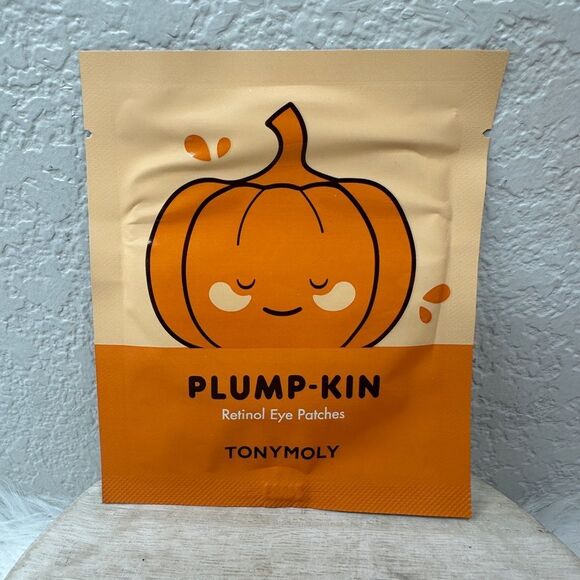 PLUMP-KIN
Retinol Eye Patches
TONYMOLY